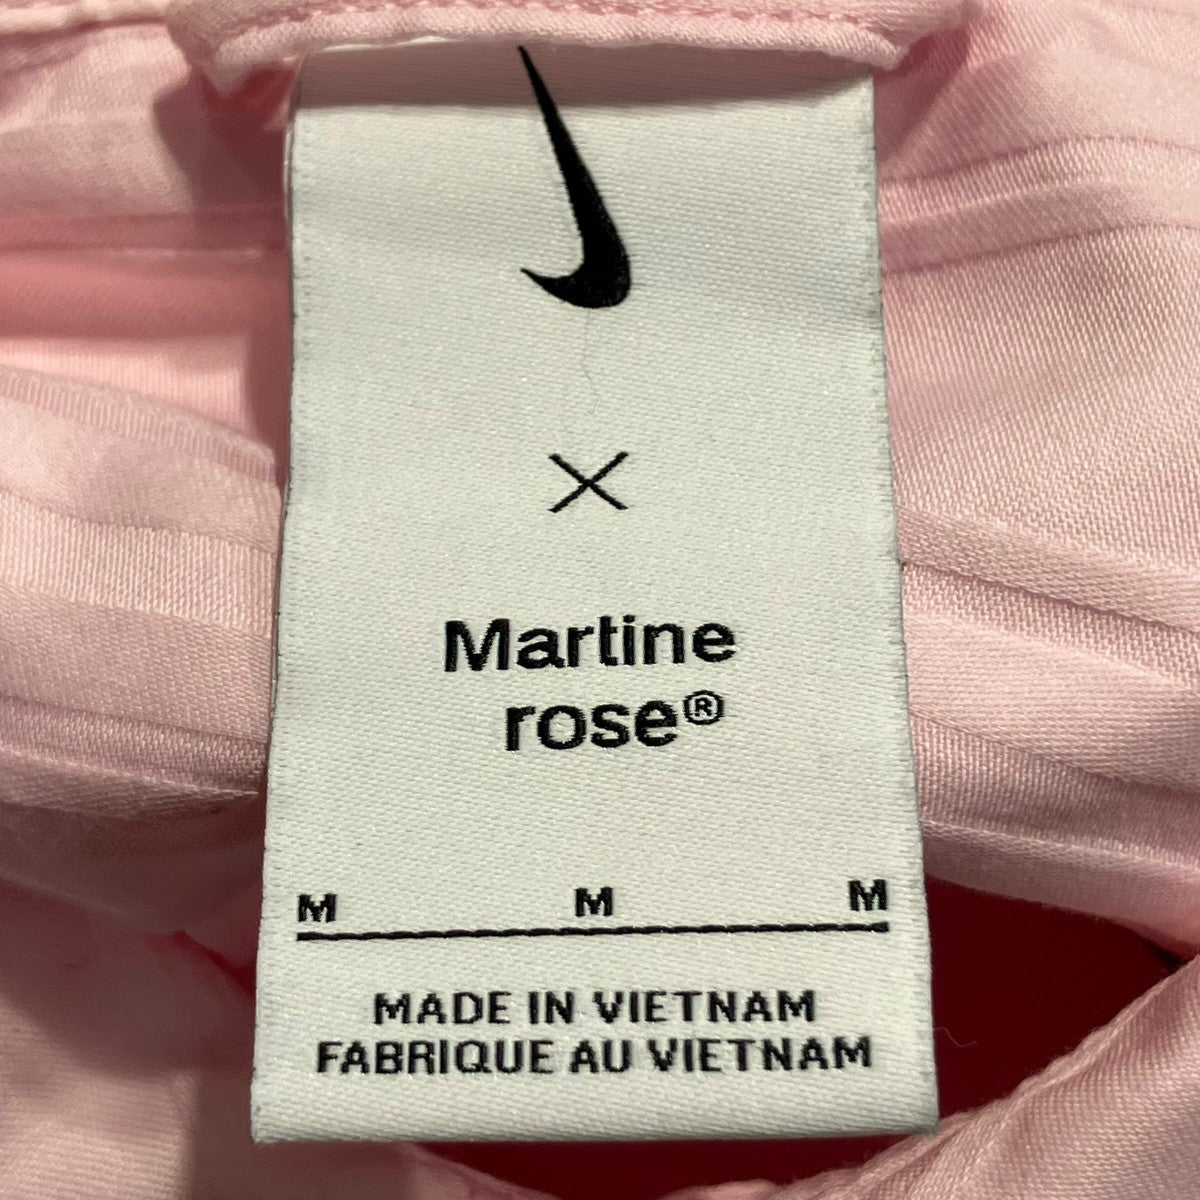 ×
Martine
rose®
M M M
MADE IN VIETNAM
FABRIQUE AU VIETNAM